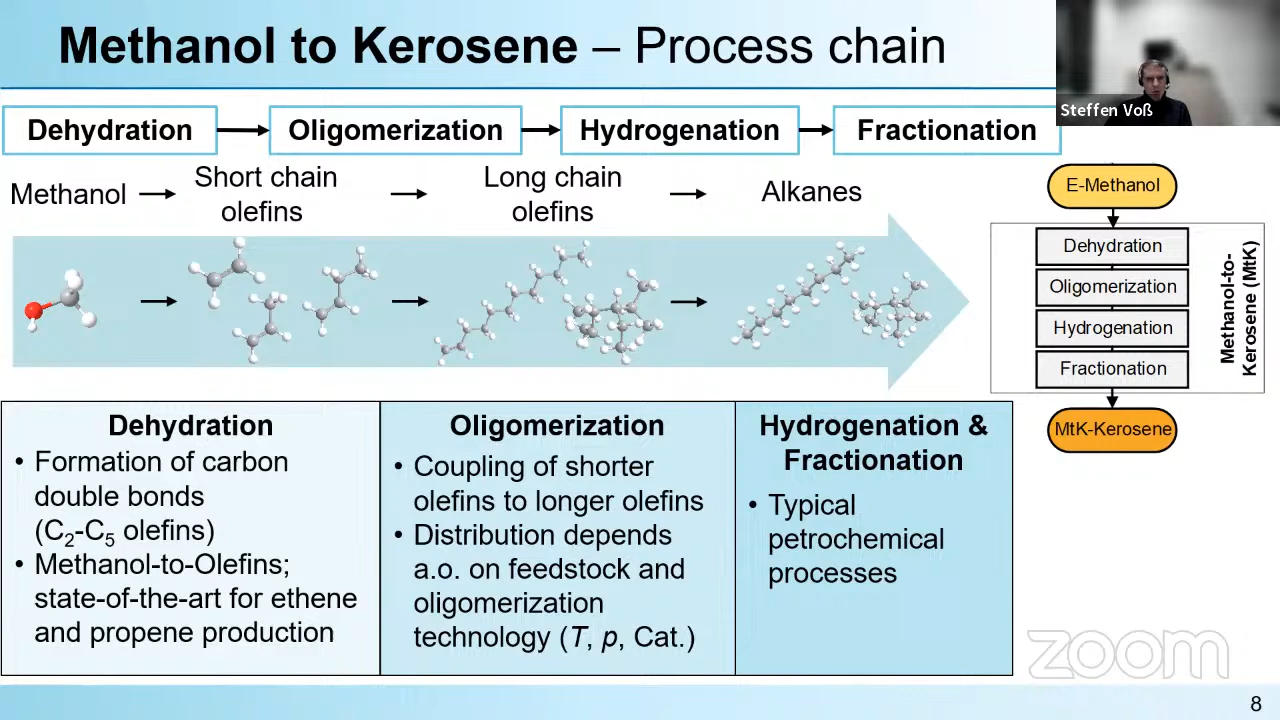 Methanol to Kerosene – Process chain
Steffen Voß
Dehydration
Oligomerization
Hydrogenation
Fractionation
Methanol
Short chain
olefins
Long chain
olefins
Alkanes
E-Methanol
Dehydration
Oligomerization
Hydrogenation
Fractionation
Methanol-to-
Kerosene (MtK)
MtK-Kerosene
Dehydration
• Formation of carbon
double bonds
(C₂-C₅ olefins)
• Methanol-to-Olefins;
state-of-the-art for ethene
and propene production
Oligomerization
• Coupling of shorter
olefins to longer olefins
• Distribution depends
a.o. on feedstock and
oligomerization
technology (T, p, Cat.)
Hydrogenation &
Fractionation
• Typical
petrochemical
processes
zoom
8